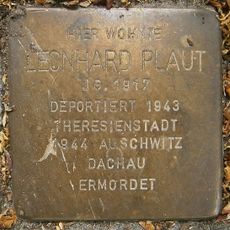 HIER WOHNTE
LEONHARD PLAUT
JG. 1917
DEPORTIERT 1943
THERESIENSTADT
1944 AUSCHWITZ
DACHAU
ERMORDET